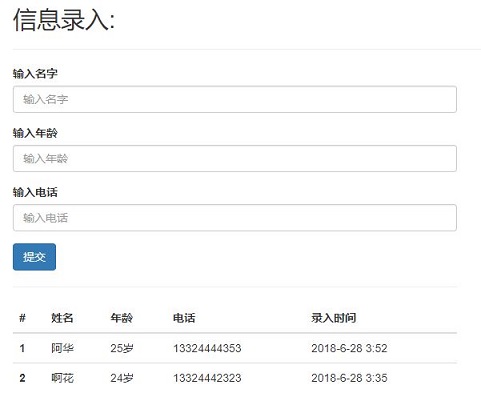 信息录入:
输入名字
输入名字
输入年龄
输入年龄
输入电话
输入电话
提交
# 姓名 年龄 电话 录入时间
1 阿华 25岁 13324444353 2018-6-28 3:52
2 啊花 24岁 13324442323 2018-6-28 3:35